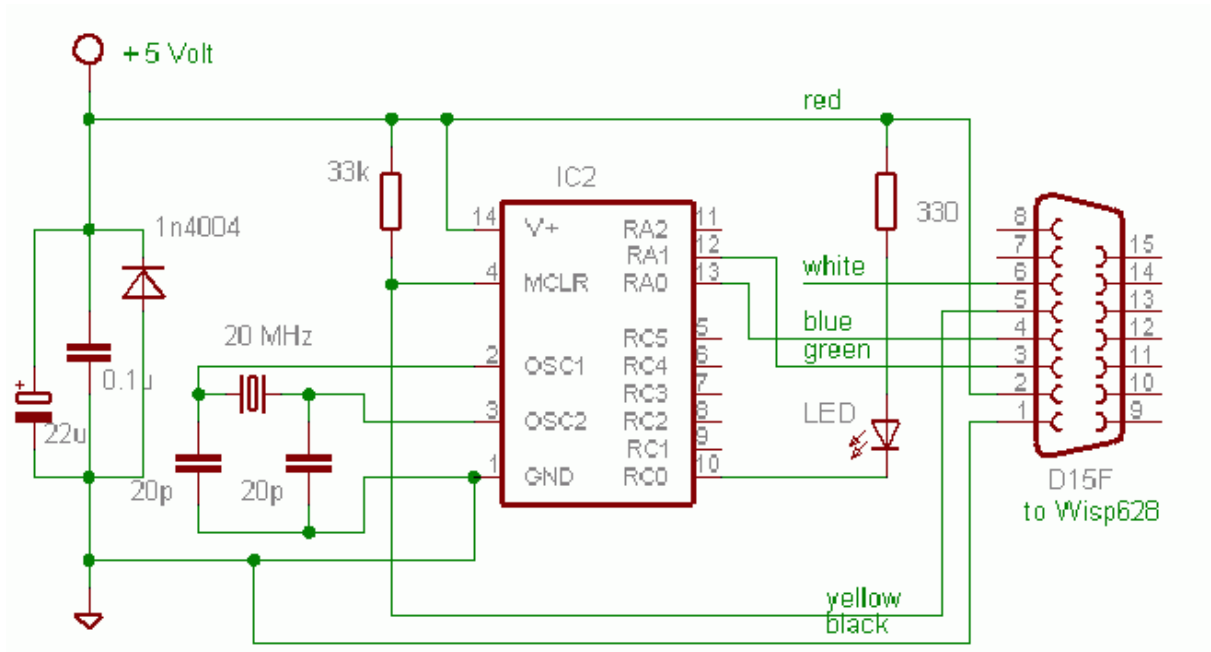 +5 Volt
red
33k
IC2
330
1n4004
14 V+ RA2 11
RA1 12
4 MCLR RA0 13
20 MHz
RC5 5
2 OSC1 RC4 6
RC3 7
3 OSC2 RC2 8
RC1 9
1 GND RC0 10
+
0.1u
22u
20p
20p
white
blue
green
LED
8
7 15
6 14
5 13
4 12
3 11
2 10
1 9
D15F
to Wisp628
yellow
black